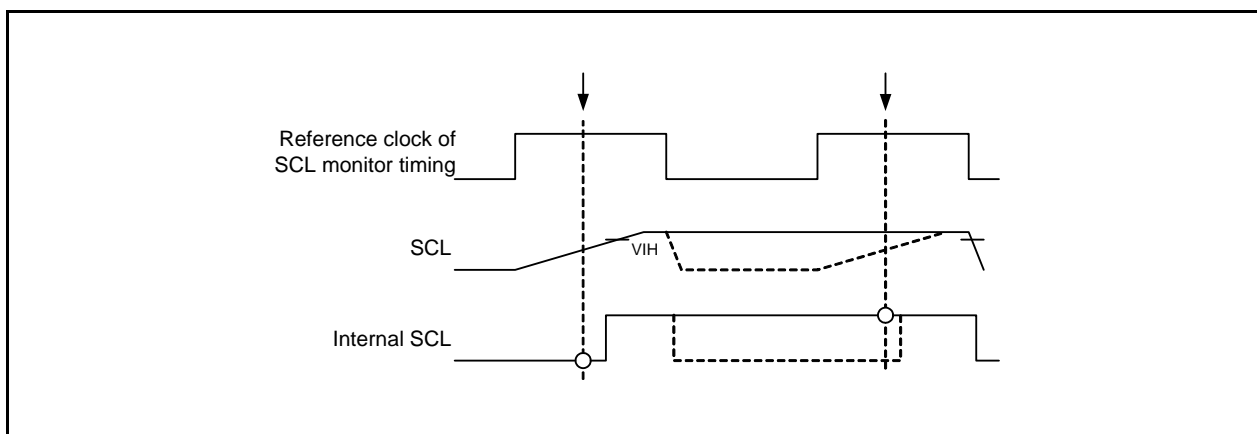 Reference clock of
SCL monitor timing
SCL
VIH
Internal SCL